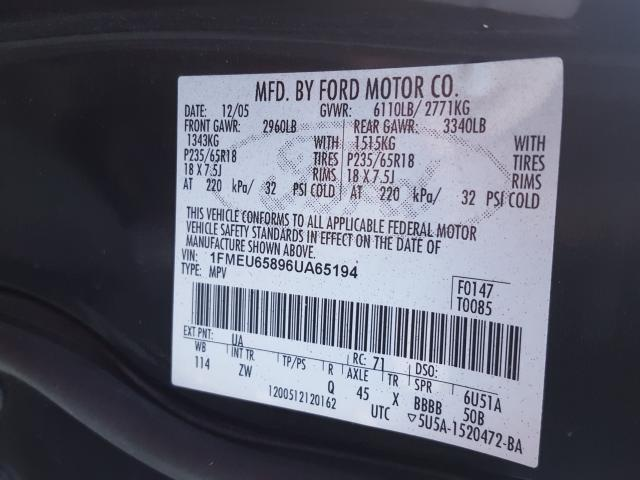 MFD. BY FORD MOTOR CO.
DATE: 12/05 GVWR: 6110LB/ 2771KG
FRONT GAWR: 2960LB REAR GAWR: 3340LB
1343KG WITH 1515KG WITH
P235/65R18 TIRES P235/65R18 TIRES
18 X 7.5J RIMS 18 X 7.5J RIMS
AT 220 kPa/ 32 PSI COLD AT 220 kPa/ 32 PSI COLD
THIS VEHICLE CONFORMS TO ALL APPLICABLE FEDERAL MOTOR
VEHICLE SAFETY STANDARDS IN EFFECT ON THE DATE OF
MANUFACTURE SHOWN ABOVE.
VIN: 1FMEU65896UA65194
TYPE: MPV
F0147
T0085
EXT PNT: UA RC: 71 DSO:
WB INT TR TP/PS R AXLE TR SPR 6U51A
114 ZW Q 45 X BBBB 50B
1200512120162 UTC ▽5U5A-1520472-BA